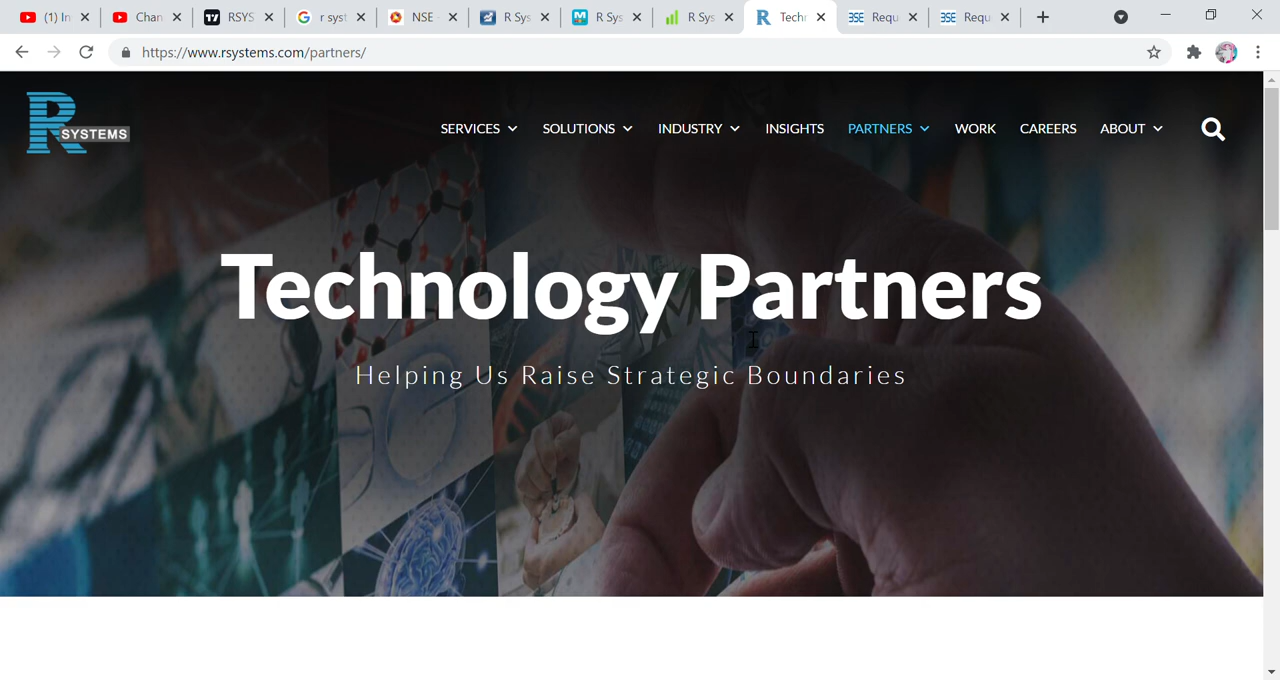 (1) In
Chan
RSYS
r syst
NSE -
R Sys
R Sys
R Sys
Techn
Requ
Requ
https://www.rsystems.com/partners/
R SYSTEMS
SERVICES
SOLUTIONS
INDUSTRY
INSIGHTS
PARTNERS
WORK
CAREERS
ABOUT
Technology Partners
Helping Us Raise Strategic Boundaries